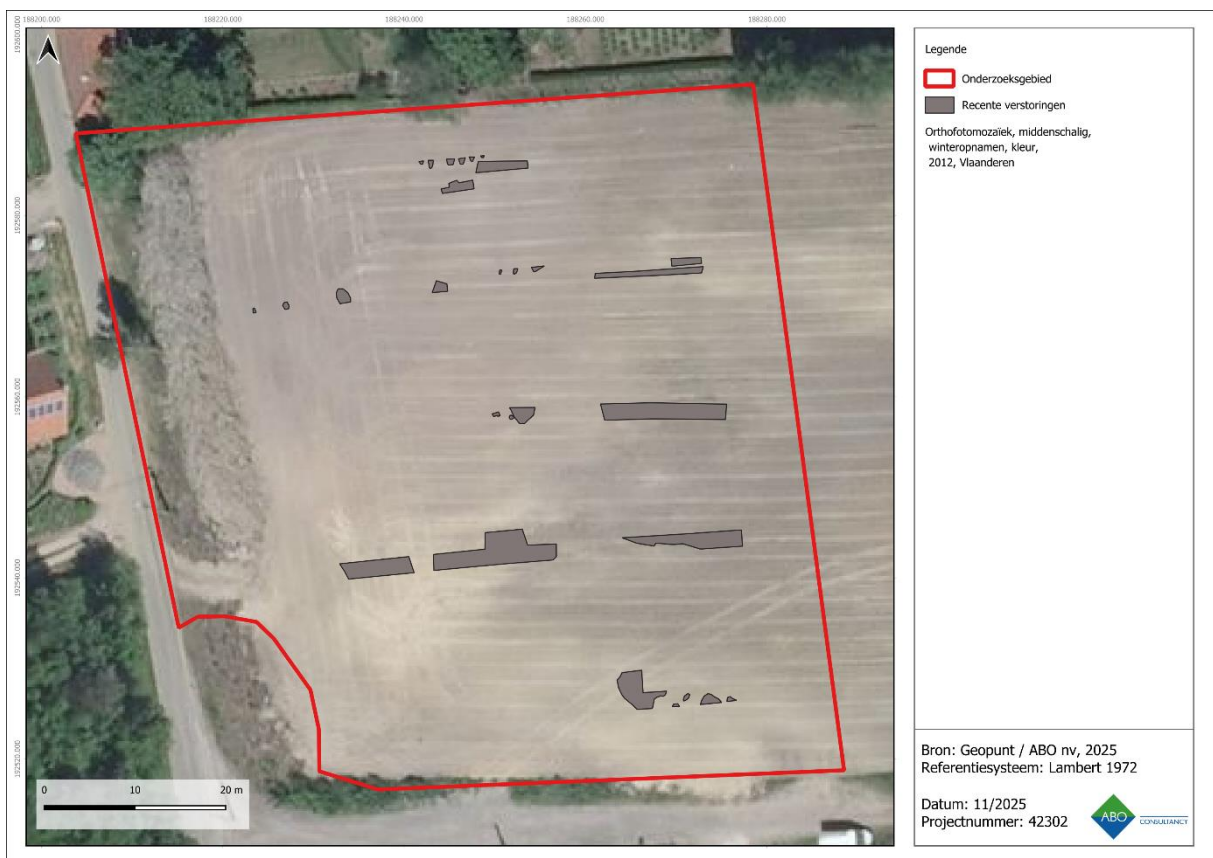 188200.000 188220.000 188240.000 188260.000 188280.000
192600.000
192580.000
192560.000
192540.000
192520.000
0 10 20 m
Legende
Onderzoeksgebied
Recente verstoringen
Orthofotomozaïek, middenschalig,
winteropnamen, kleur,
2012, Vlaanderen
Bron: Geopunt / ABO nv, 2025
Referentiesysteem: Lambert 1972
Datum: 11/2025
Projectnummer: 42302
ABO CONSULTANCY